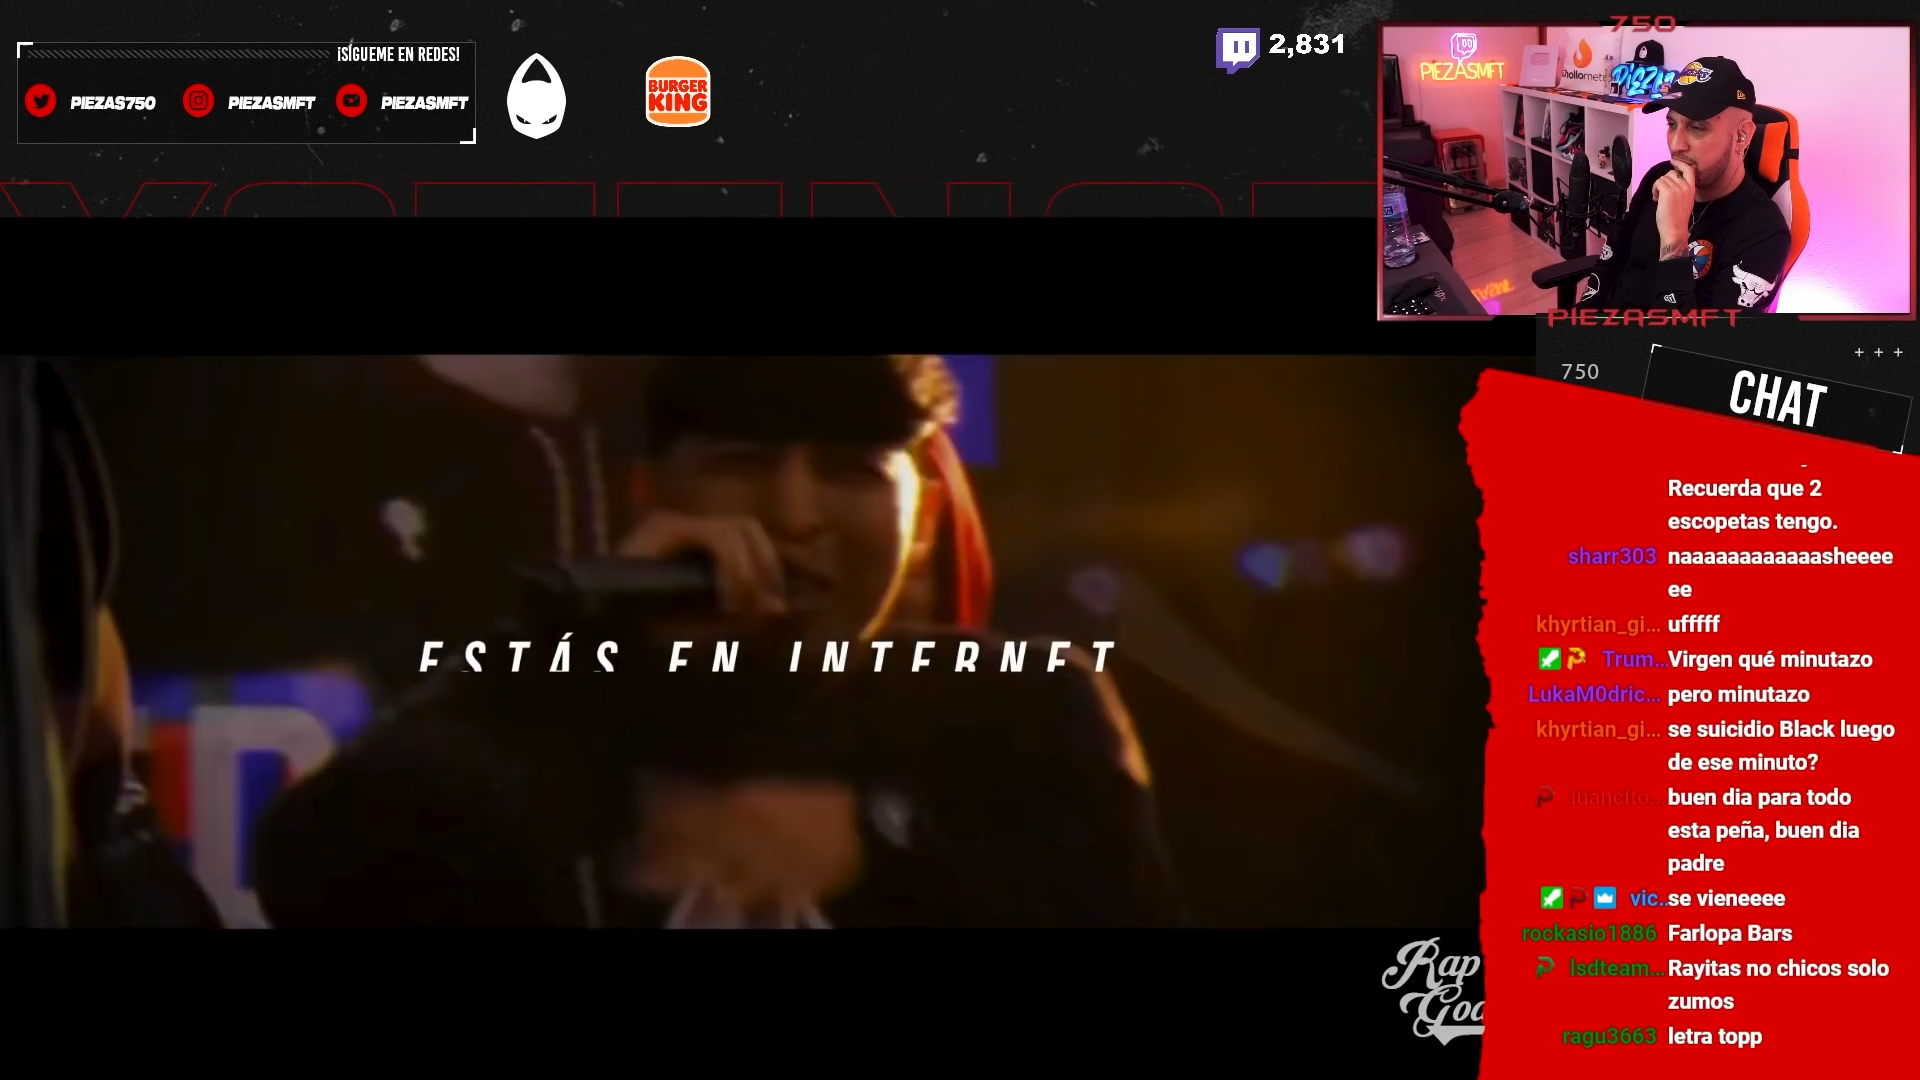 ¡SÍGUEME EN REDES!
PIEZAS750
PIEZASMFT
PIEZASMFT
BURGER
KING
2,831
750
PIEZASMFT
PIEZASMFT
750
CHAT
Recuerda que 2
escopetas tengo.
sharr303 naaaaaaaaaaaasheeee
ee
khyrtian_gi... ufffff
Trum... Virgen qué minutazo
LukaM0dric... pero minutazo
khyrtian_gi... se suicidio Black luego
de ese minuto?
juancito... buen dia para todo
esta peña, buen dia
padre
vic.. se vieneeee
rockasio1886 Farlopa Bars
lsdteam... Rayitas no chicos solo
zumos
ragu3663 letra topp
ESTÁS EN INTERNET
Rap